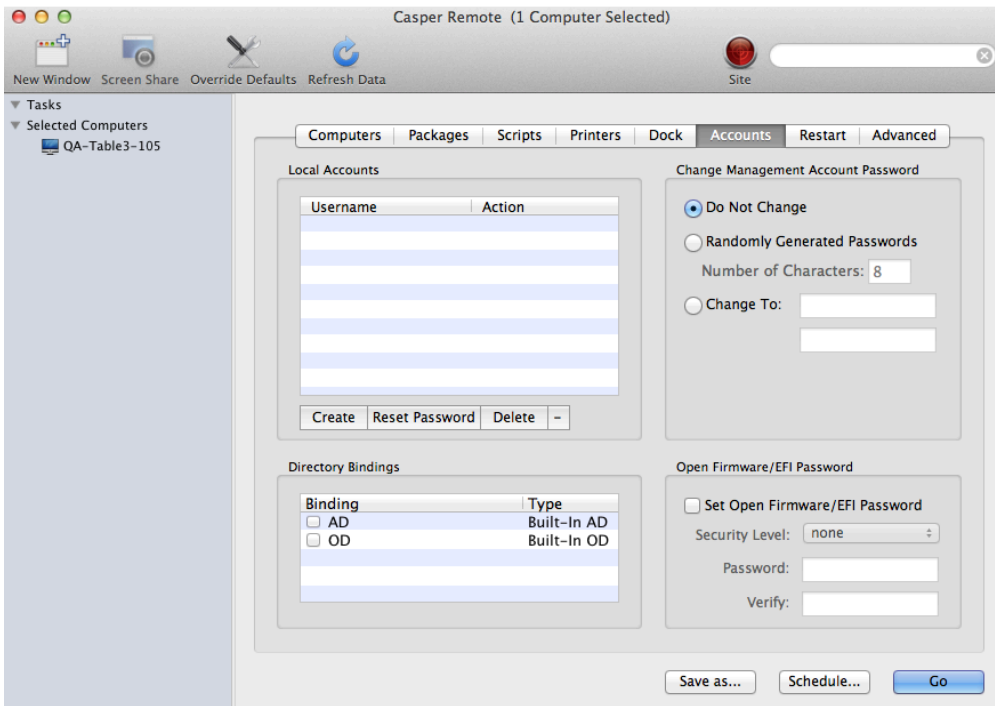 Casper Remote (1 Computer Selected)
New Window Screen Share Override Defaults Refresh Data Site
Tasks
Selected Computers
QA-Table3-105
Computers Packages Scripts Printers Dock Accounts Restart Advanced
Local Accounts
Username Action
Create Reset Password Delete -
Change Management Account Password
Do Not Change
Randomly Generated Passwords
Number of Characters: 8
Change To:
Directory Bindings
Binding Type
AD Built-In AD
OD Built-In OD
Open Firmware/EFI Password
Set Open Firmware/EFI Password
Security Level: none
Password:
Verify:
Save as... Schedule... Go